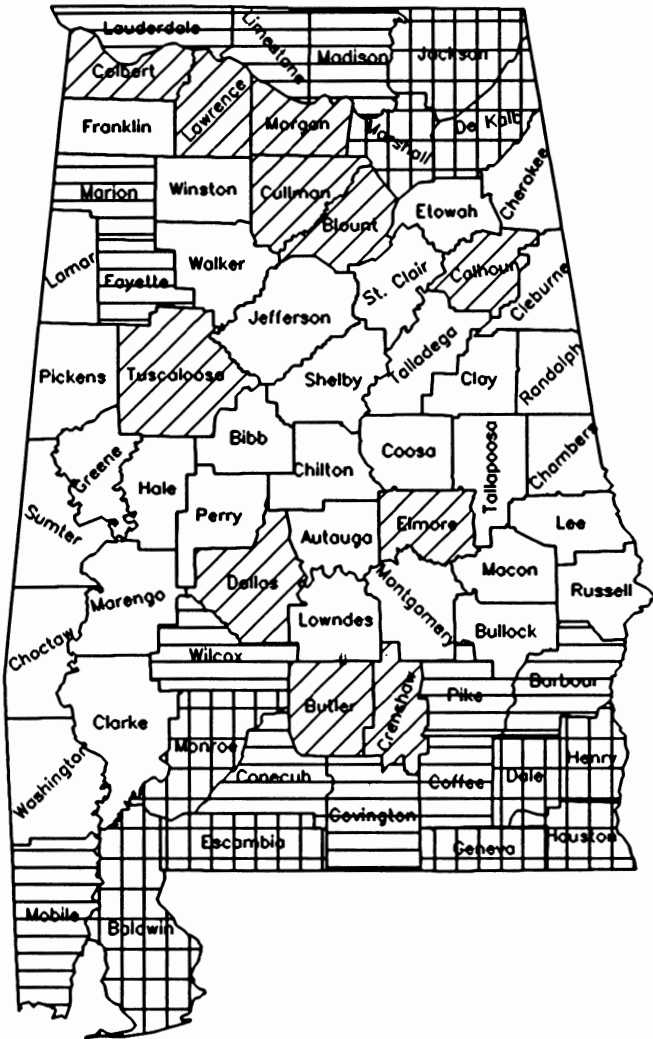 Lauderdale
Limestone
Madison
Jackson
Colbert
Lawrence
Franklin
Morgan
Marshall
De Kalb
Cherokee
Marion
Winston
Cullman
Blount
Etowah
Lamar
Fayette
Walker
Jefferson
St. Clair
Calhoun
Cleburne
Pickens
Tuscaloosa
Shelby
Talladega
Clay
Randolph
Bibb
Greene
Hale
Chilton
Coosa
Tallapoosa
Chambers
Sumter
Perry
Autauga
Elmore
Lee
Marengo
Dallas
Macon
Russell
Lowndes
Montgomery
Bullock
Choctaw
Wilcox
Clarke
Butler
Crenshaw
Pike
Barbour
Washington
Monroe
Conecuh
Covington
Coffee
Dale
Henry
Escambia
Geneva
Houston
Mobile
Baldwin